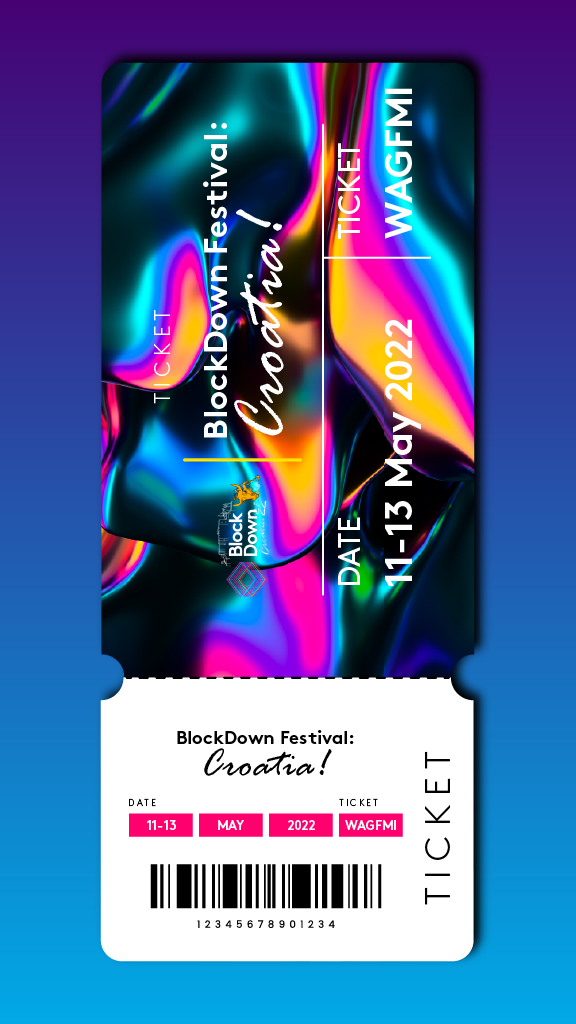 TICKET
BlockDown Festival:
Croatia!
Block
Down
DATE
11-13 May 2022
TICKET
WAGFMI
BlockDown Festival:
Croatia!
DATE
TICKET
11-13 MAY 2022 WAGFMI
12345678901234
TICKET